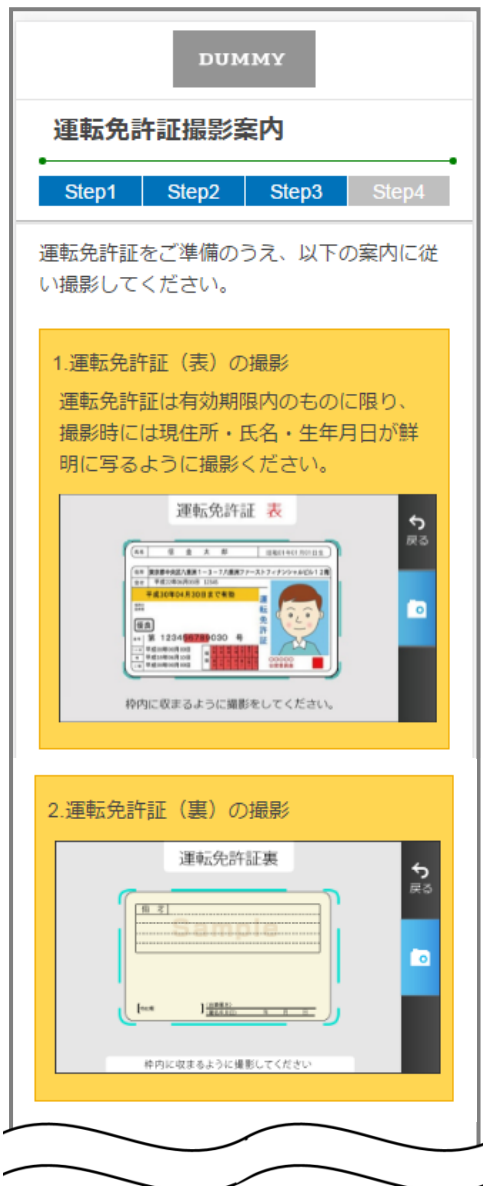 DUMMY
運転免許証撮影案内
Step1 Step2 Step3 Step4
運転免許証をご準備のうえ、以下の案内に従
い撮影してください。
1.運転免許証（表）の撮影
運転免許証は有効期限内のものに限り、
撮影時には現住所・氏名・生年月日が鮮
明に写るように撮影ください。
運転免許証 表
戻る
平成30年04月30日まで有効
運転免許証
優良
枠内に収まるように撮影をしてください。
2.運転免許証（裏）の撮影
運転免許証裏
戻る
備考
Sample
枠内に収まるように撮影してください